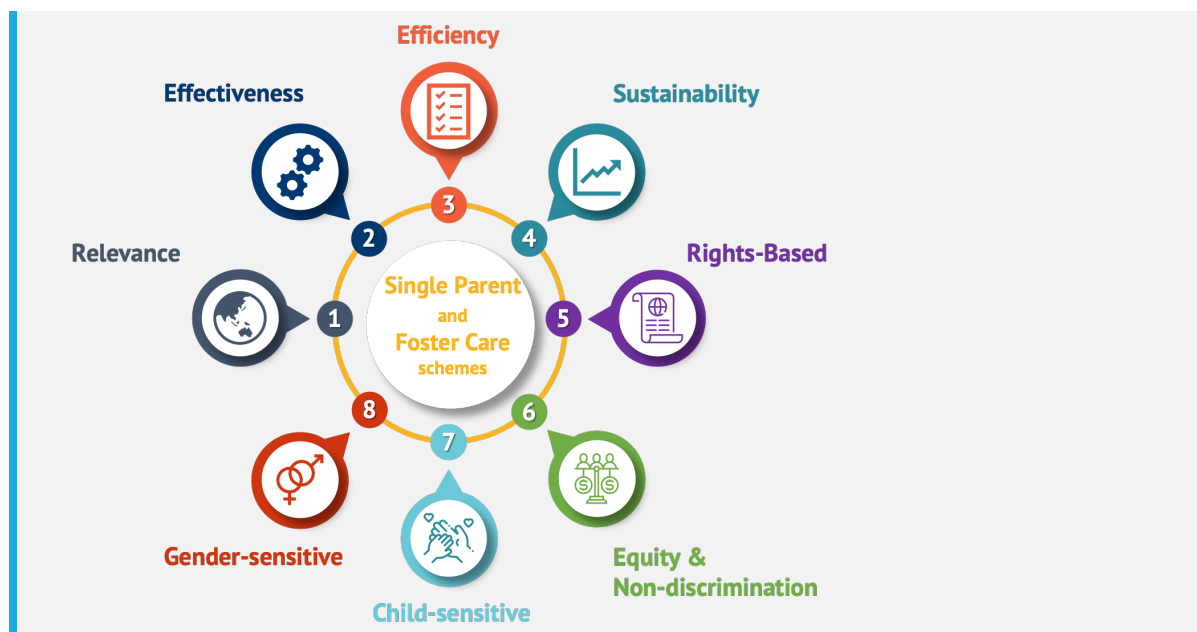 Efficiency
Effectiveness
Sustainability
Relevance
Rights-Based
3
2
4
1
5
Single Parent
and
Foster Care
schemes
8
6
7
Gender-sensitive
Equity &
Non-discrimination
Child-sensitive